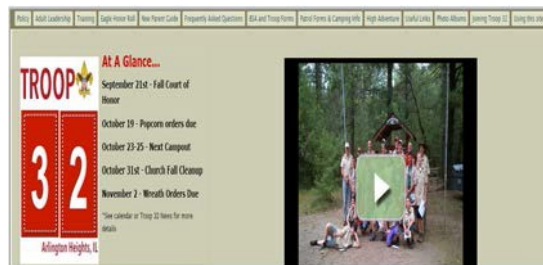 Policy Adult Leadership Training Eagle Honor Roll New Parent Guide Frequently Asked Questions BSA and Troop Forms Patrol Forms & Camping Info High Adventure Useful Links Photo Albums Joining Troop 32 Using this site
TROOP
3 2
Arlington Heights, IL
At A Glance...
September 21st - Fall Court of
Honor
October 19 - Popcorn orders due
October 23-25 - Next Campout
October 31st - Church Fall Cleanup
November 2 - Wreath Orders Due
*See calendar or Troop 32 News for more
details